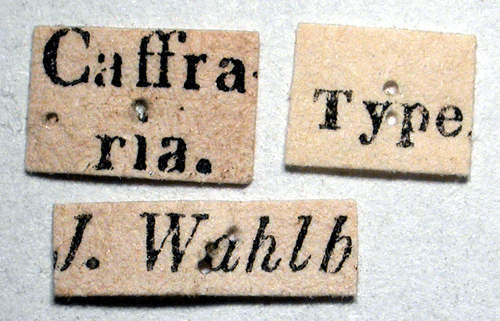 Caffra-
ria.
Type.
J. Wahlb